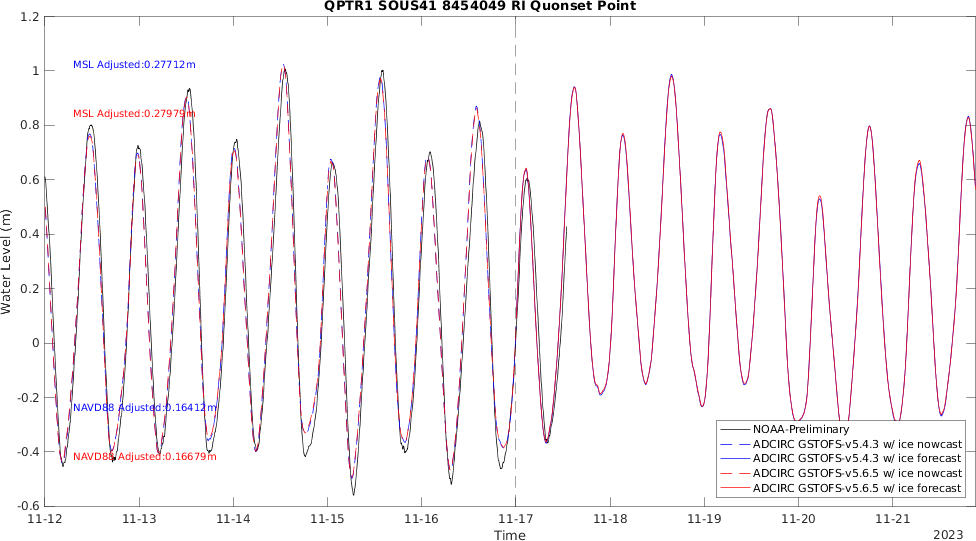 QPTR1 SOUS41 8454049 RI Quonset Point
1.2
1
0.8
0.6
0.4
0.2
0
-0.2
-0.4
-0.6
Water Level (m)
MSL Adjusted:0.27712m
MSL Adjusted:0.27979m
NAVD88 Adjusted:0.16412m
NAVD88 Adjusted:0.16679m
NOAA-Preliminary
ADCIRC GSTOFS-v5.4.3 w/ ice nowcast
ADCIRC GSTOFS-v5.4.3 w/ ice forecast
ADCIRC GSTOFS-v5.6.5 w/ ice nowcast
ADCIRC GSTOFS-v5.6.5 w/ ice forecast
11-12 11-13 11-14 11-15 11-16 11-17 11-18 11-19 11-20 11-21
Time
2023